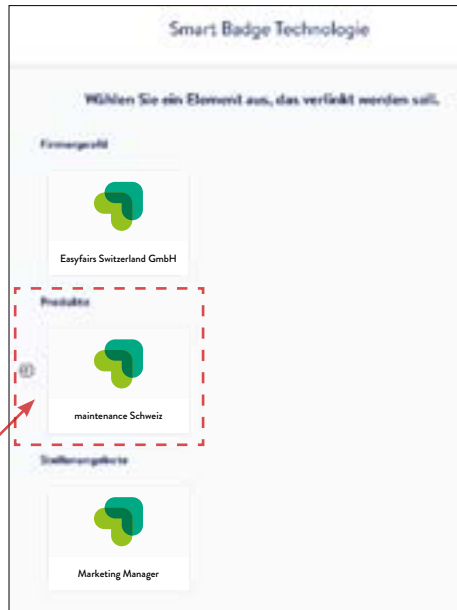 Smart Badge Technologie
Wählen Sie ein Element aus, das verlinkt werden soll.
Firmenprofil
Easyfairs Switzerland GmbH
Produkte
maintenance Schweiz
Stellenangebote
Marketing Manager